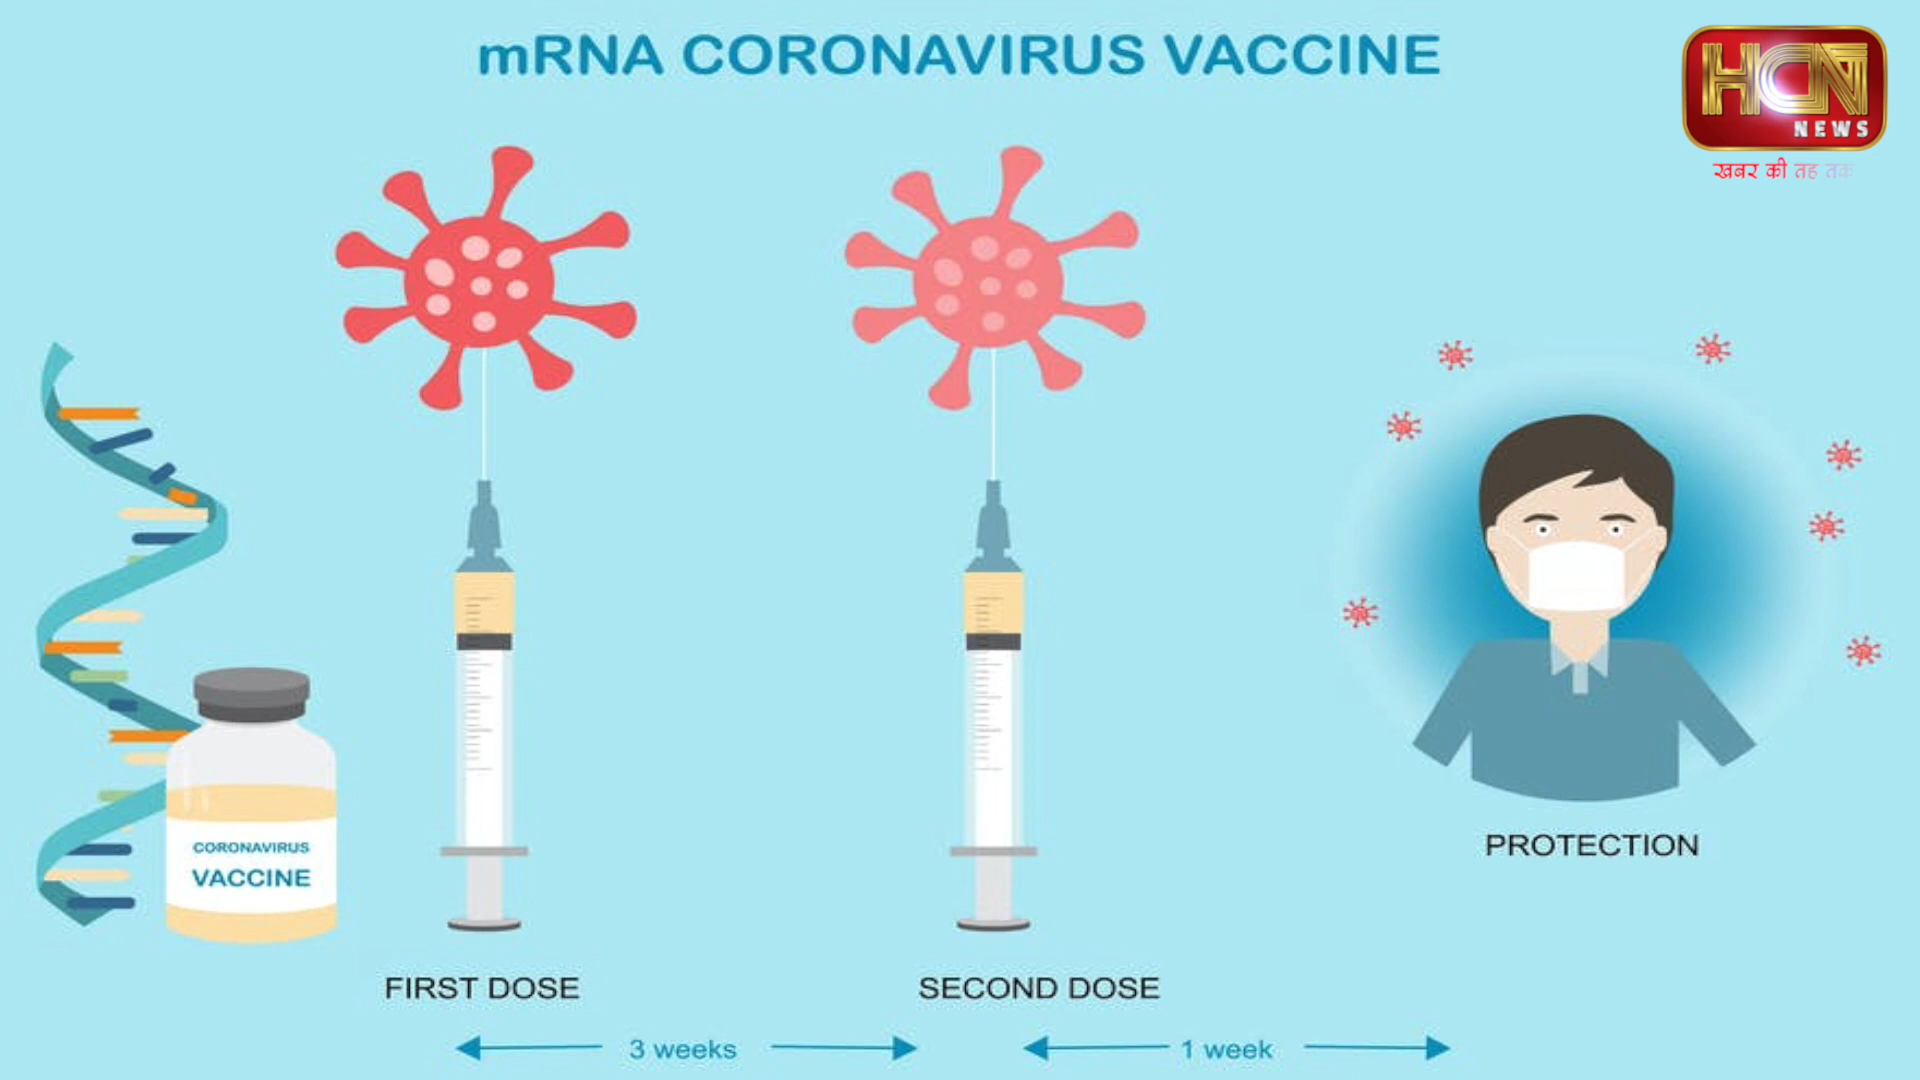 mRNA CORONAVIRUS VACCINE
HCN
NEWS
खबर की तह तक
CORONAVIRUS
VACCINE
PROTECTION
FIRST DOSE
SECOND DOSE
3 weeks
1 week